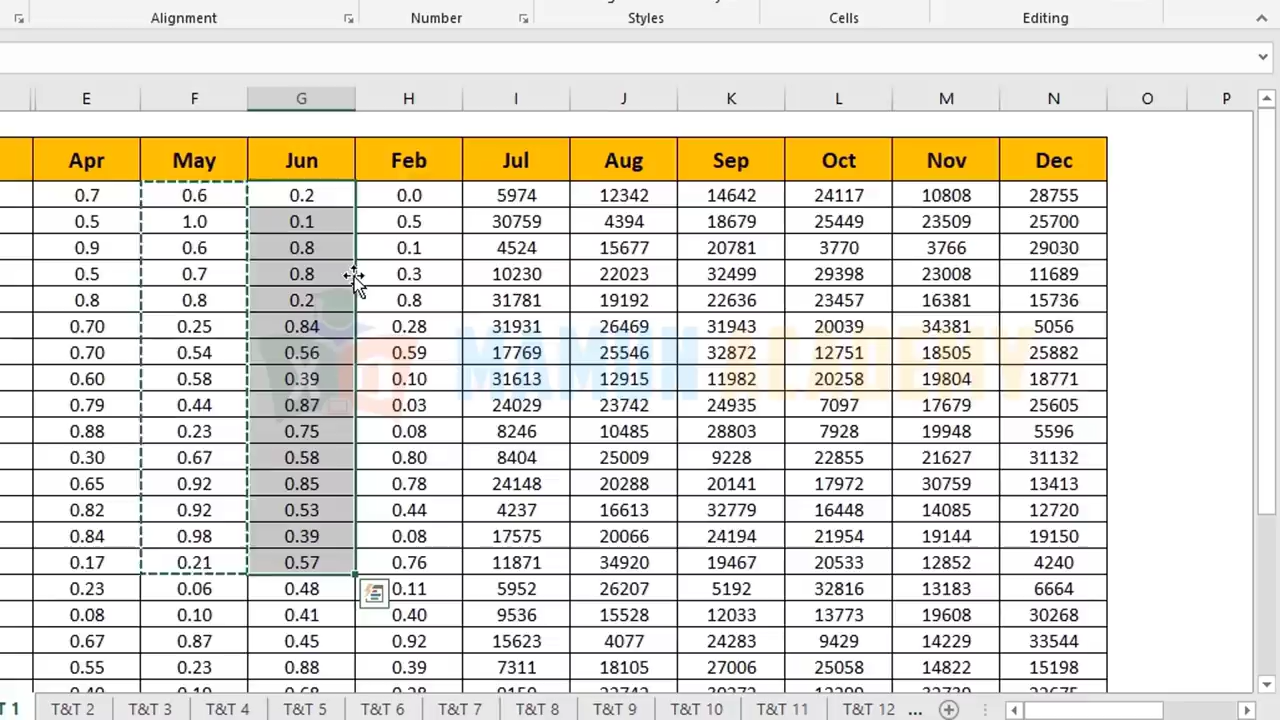 Alignment Number Styles Cells Editing
E F G H I J K L M N O P
Apr May Jun Feb Jul Aug Sep Oct Nov Dec
0.7 0.6 0.2 0.0 5974 12342 14642 24117 10808 28755
0.5 1.0 0.1 0.5 30759 4394 18679 25449 23509 25700
0.9 0.6 0.8 0.1 4524 15677 20781 3770 3766 29030
0.5 0.7 0.8 0.3 10230 22023 32499 29398 23008 11689
0.8 0.8 0.2 0.8 31781 19192 22636 23457 16381 15736
0.70 0.25 0.84 0.28 31931 26469 31943 20039 34381 5056
0.70 0.54 0.56 0.59 17769 25546 32872 12751 18505 25882
0.60 0.58 0.39 0.10 31613 12915 11982 20258 19804 18771
0.79 0.44 0.87 0.03 24029 23742 24935 7097 17679 25605
0.88 0.23 0.75 0.08 8246 10485 28803 7928 19948 5596
0.30 0.67 0.58 0.80 8404 25009 9228 22855 21627 31132
0.65 0.92 0.85 0.78 24148 20288 20141 17972 30759 13413
0.82 0.92 0.53 0.44 4237 16613 32779 16448 14085 12720
0.84 0.98 0.39 0.08 17575 20066 24194 21954 19144 19150
0.17 0.21 0.57 0.76 11871 34920 19467 20533 12852 4240
0.23 0.06 0.48 0.11 5952 26207 5192 32816 13183 6664
0.08 0.10 0.41 0.40 9536 15528 12033 13773 19608 30268
0.67 0.87 0.45 0.92 15623 4077 24283 9429 14229 33544
0.55 0.23 0.88 0.39 7311 18105 27006 25058 14822 15198
T 1 T&T 2 T&T 3 T&T 4 T&T 5 T&T 6 T&T 7 T&T 8 T&T 9 T&T 10 T&T 11 T&T 12 ...
MAMUN ACADEMY